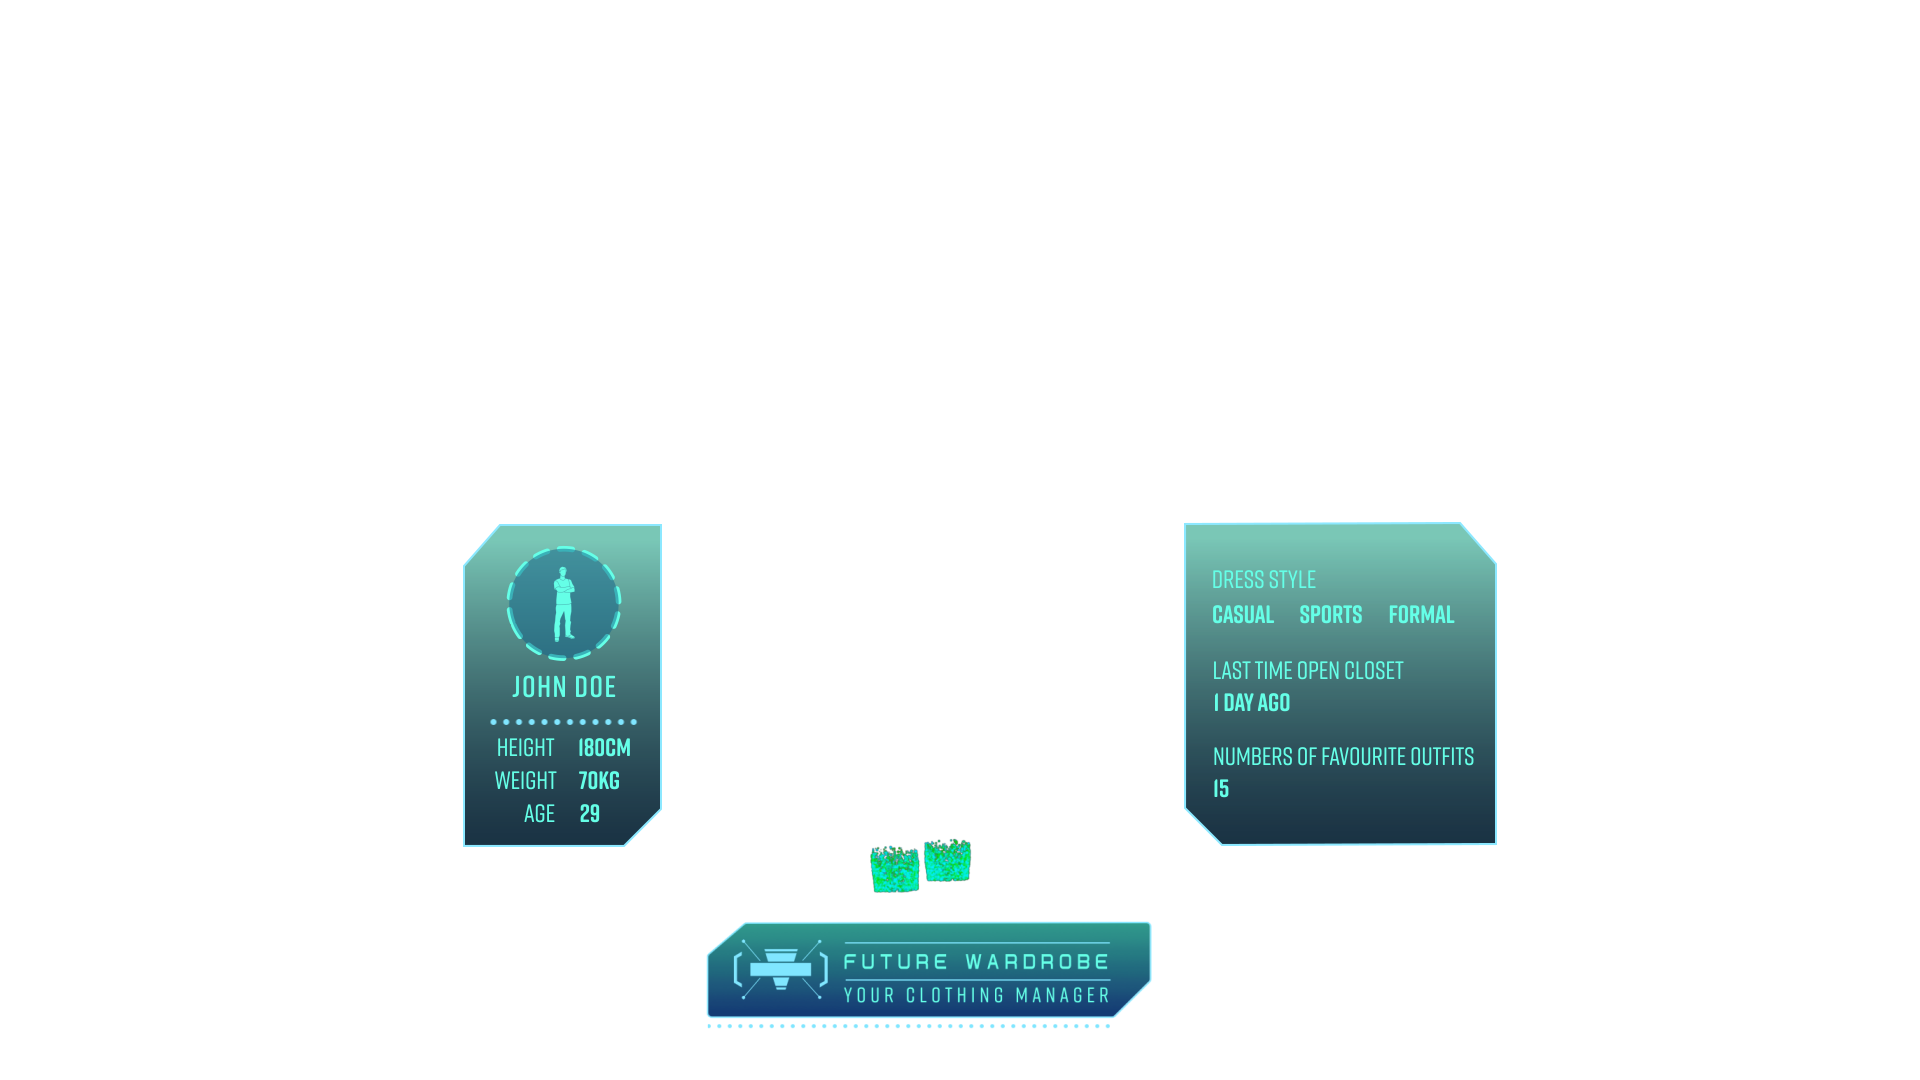 JOHN DOE
HEIGHT 180CM
WEIGHT 70KG
AGE 29
DRESS STYLE
CASUAL SPORTS FORMAL
LAST TIME OPEN CLOSET
1 DAY AGO
NUMBERS OF FAVOURITE OUTFITS
15
FUTURE WARDROBE
YOUR CLOTHING MANAGER